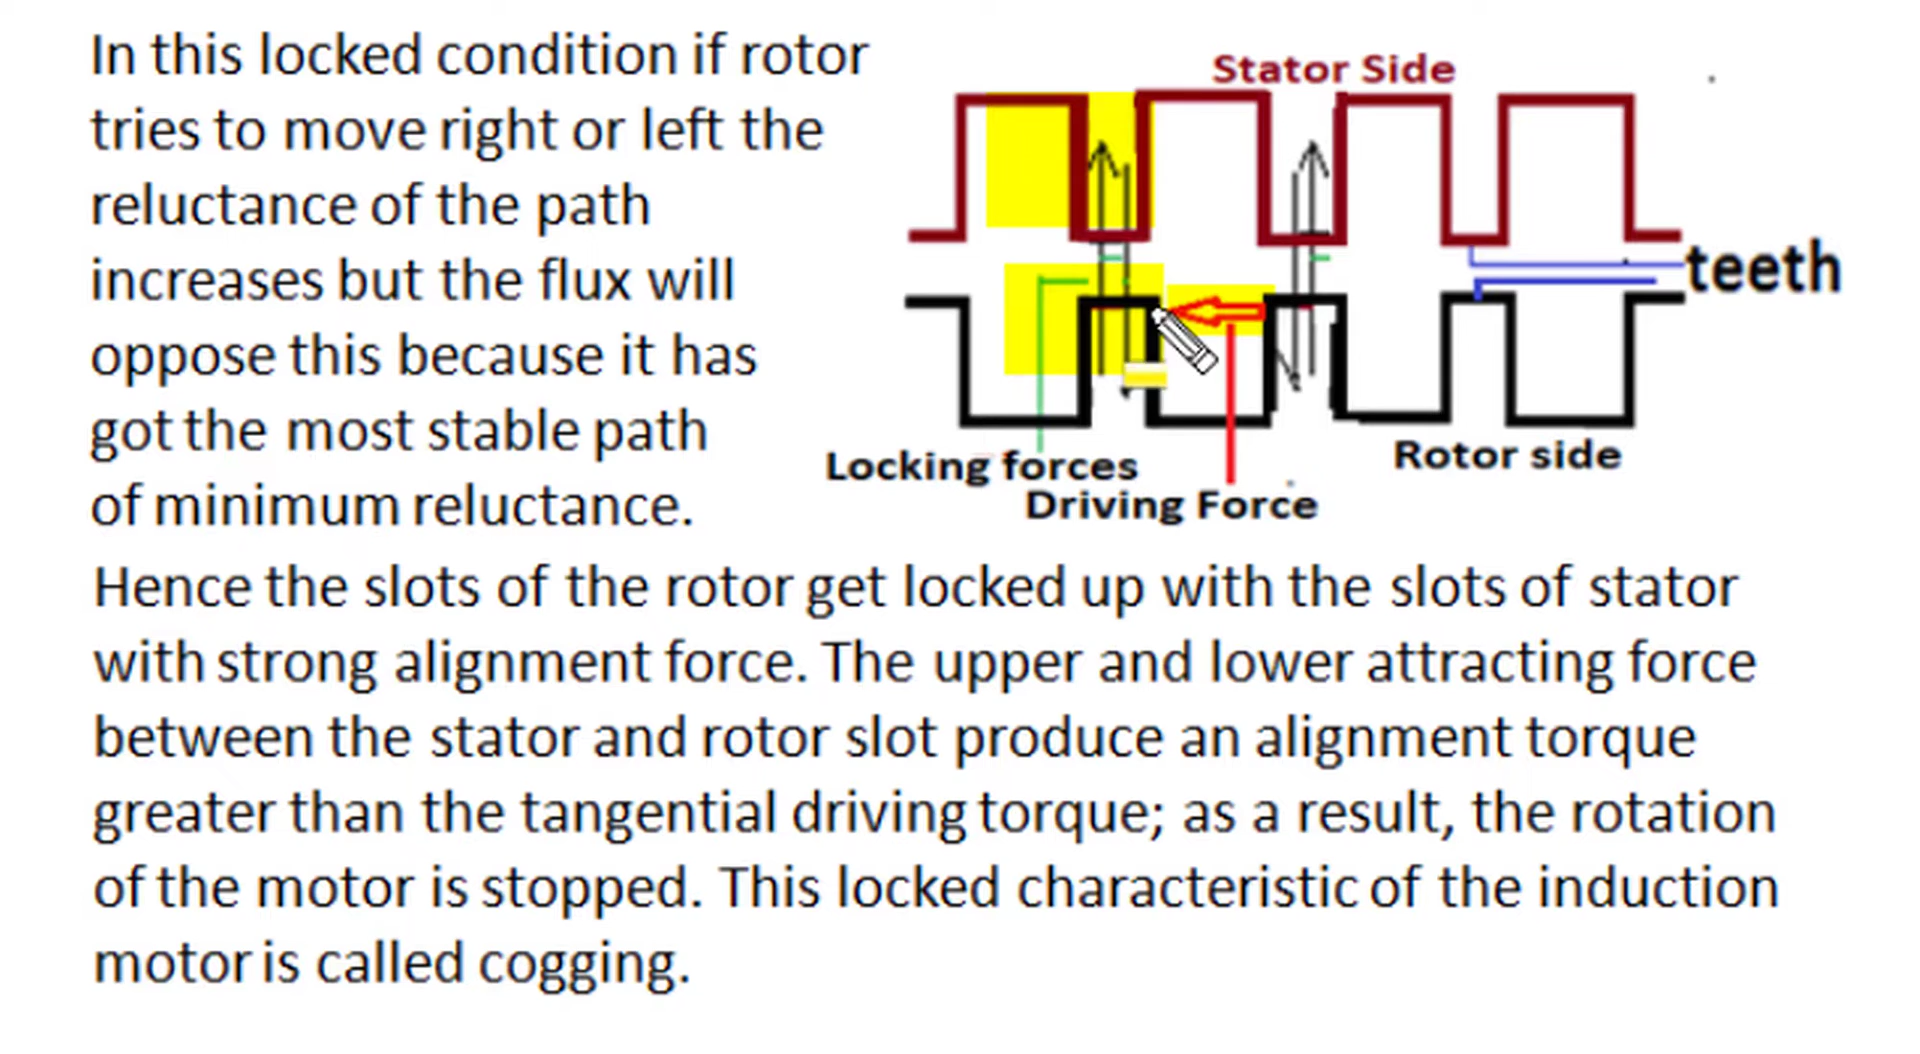 In this locked condition if rotor
tries to move right or left the
reluctance of the path
increases but the flux will
oppose this because it has
got the most stable path
of minimum reluctance.
Stator Side
teeth
Rotor side
Locking forces
Driving Force
Hence the slots of the rotor get locked up with the slots of stator
with strong alignment force. The upper and lower attracting force
between the stator and rotor slot produce an alignment torque
greater than the tangential driving torque; as a result, the rotation
of the motor is stopped. This locked characteristic of the induction
motor is called cogging.